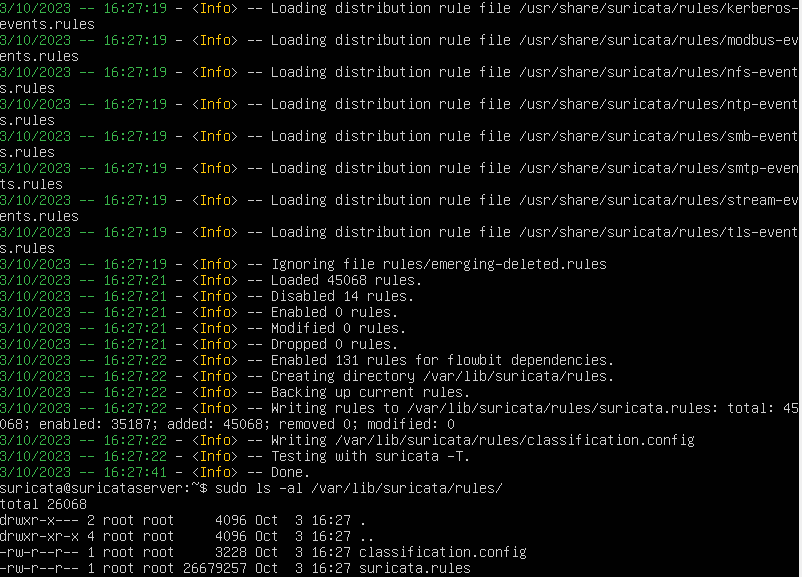 3/10/2023 -- 16:27:19 - <Info> -- Loading distribution rule file /usr/share/suricata/rules/kerberos-
events.rules
3/10/2023 -- 16:27:19 - <Info> -- Loading distribution rule file /usr/share/suricata/rules/modbus-ev
ents.rules
3/10/2023 -- 16:27:19 - <Info> -- Loading distribution rule file /usr/share/suricata/rules/nfs-event
s.rules
3/10/2023 -- 16:27:19 - <Info> -- Loading distribution rule file /usr/share/suricata/rules/ntp-event
s.rules
3/10/2023 -- 16:27:19 - <Info> -- Loading distribution rule file /usr/share/suricata/rules/smb-event
s.rules
3/10/2023 -- 16:27:19 - <Info> -- Loading distribution rule file /usr/share/suricata/rules/smtp-even
ts.rules
3/10/2023 -- 16:27:19 - <Info> -- Loading distribution rule file /usr/share/suricata/rules/stream-ev
ents.rules
3/10/2023 -- 16:27:19 - <Info> -- Loading distribution rule file /usr/share/suricata/rules/tls-event
s.rules
3/10/2023 -- 16:27:19 - <Info> -- Ignoring file rules/emerging-deleted.rules
3/10/2023 -- 16:27:21 - <Info> -- Loaded 45068 rules.
3/10/2023 -- 16:27:21 - <Info> -- Disabled 14 rules.
3/10/2023 -- 16:27:21 - <Info> -- Enabled 0 rules.
3/10/2023 -- 16:27:21 - <Info> -- Modified 0 rules.
3/10/2023 -- 16:27:21 - <Info> -- Dropped 0 rules.
3/10/2023 -- 16:27:22 - <Info> -- Enabled 131 rules for flowbit dependencies.
3/10/2023 -- 16:27:22 - <Info> -- Creating directory /var/lib/suricata/rules.
3/10/2023 -- 16:27:22 - <Info> -- Backing up current rules.
3/10/2023 -- 16:27:22 - <Info> -- Writing rules to /var/lib/suricata/rules/suricata.rules: total: 45
068; enabled: 35187; added: 45068; removed 0; modified: 0
3/10/2023 -- 16:27:22 - <Info> -- Writing /var/lib/suricata/rules/classification.config
3/10/2023 -- 16:27:22 - <Info> -- Testing with suricata -T.
3/10/2023 -- 16:27:41 - <Info> -- Done.
suricata@suricataserver:~$ sudo ls -al /var/lib/suricata/rules/
total 26068
drwxr-x--- 2 root root     4096 Oct  3 16:27 .
drwxr-xr-x 4 root root     4096 Oct  3 16:27 ..
-rw-r--r-- 1 root root     3228 Oct  3 16:27 classification.config
-rw-r--r-- 1 root root 26679257 Oct  3 16:27 suricata.rules